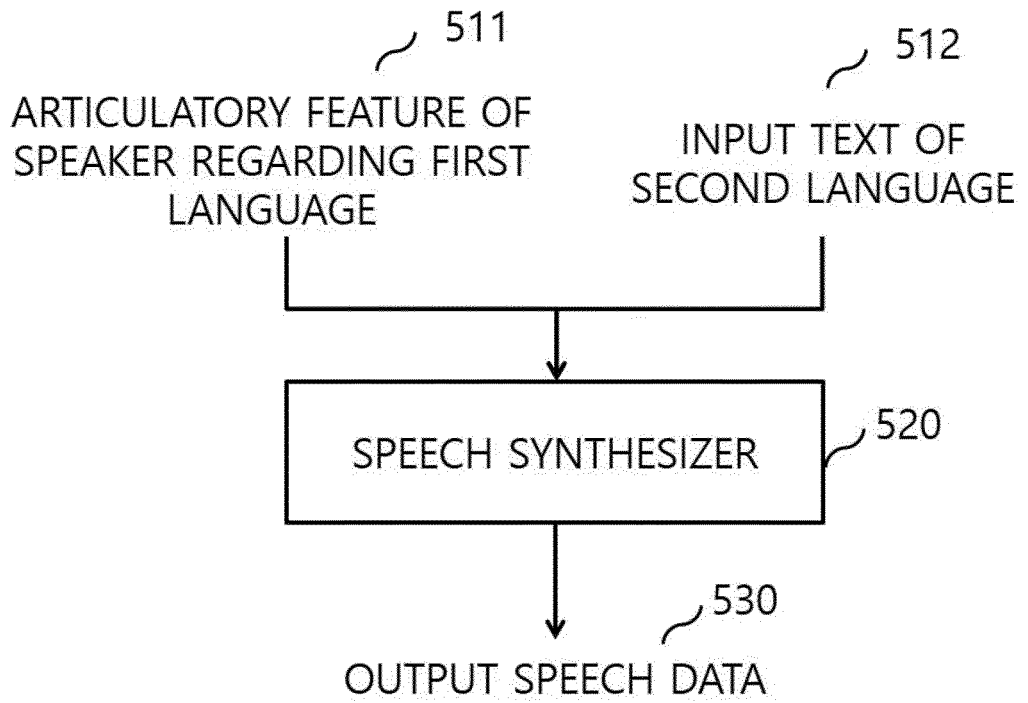 511
ARTICULATORY FEATURE OF
SPEAKER REGARDING FIRST
LANGUAGE
512
INPUT TEXT OF
SECOND LANGUAGE
SPEECH SYNTHESIZER
520
530
OUTPUT SPEECH DATA